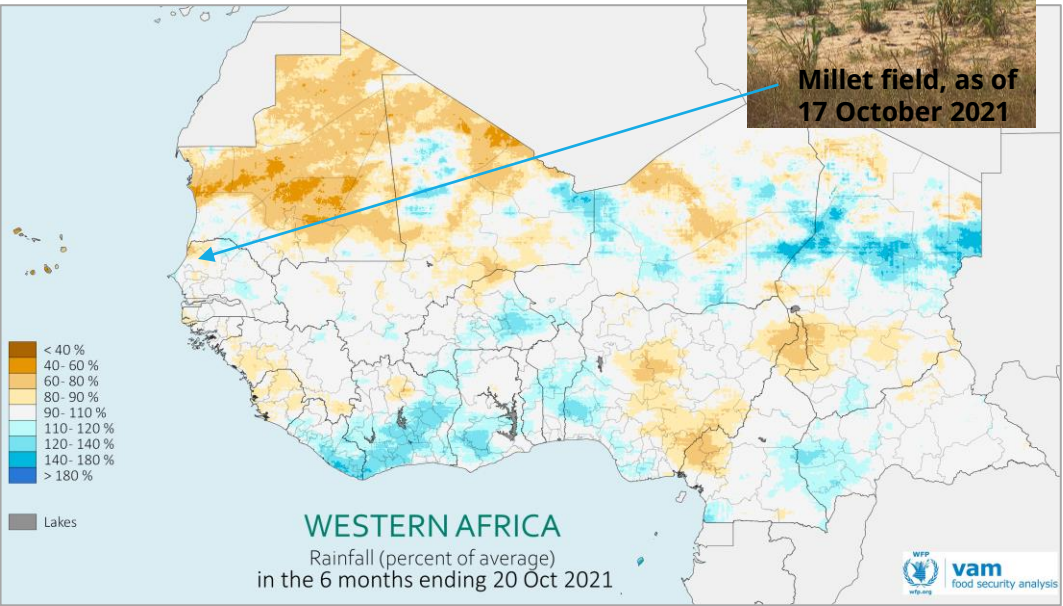 Millet field, as of
17 October 2021
< 40 %
40- 60 %
60- 80 %
80- 90 %
90- 110 %
110- 120 %
120- 140 %
140- 180 %
> 180 %
Lakes
WESTERN AFRICA
Rainfall (percent of average)
in the 6 months ending 20 Oct 2021
WFP
wfp.org
vam
food security analysis